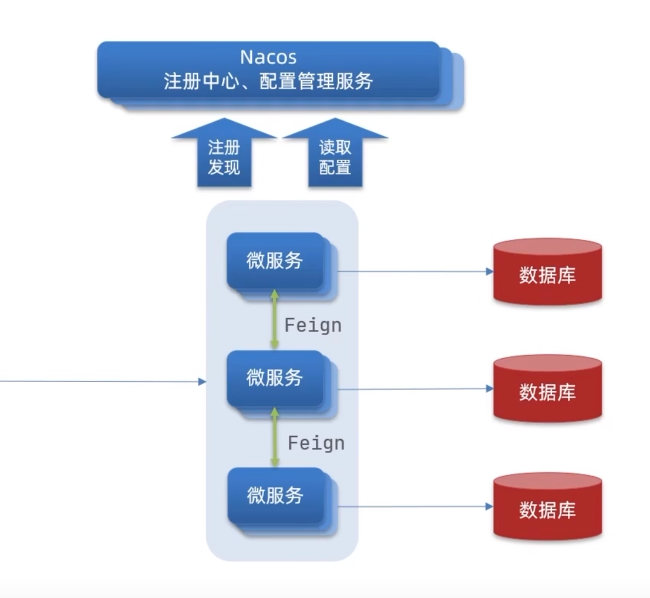 Nacos
注册中心、配置管理服务
注册
发现
读取
配置
微服务
数据库
Feign
微服务
数据库
Feign
微服务
数据库